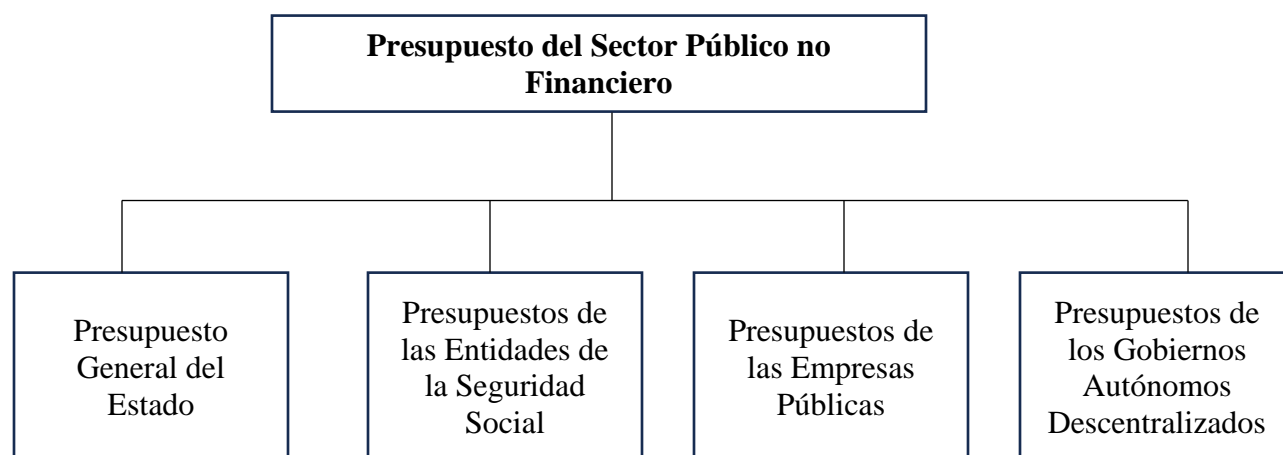 Presupuesto del Sector Público no
Financiero
Presupuesto
General del
Estado
Presupuestos de
las Entidades de
la Seguridad
Social
Presupuestos de
las Empresas
Públicas
Presupuestos de
los Gobiernos
Autónomos
Descentralizados